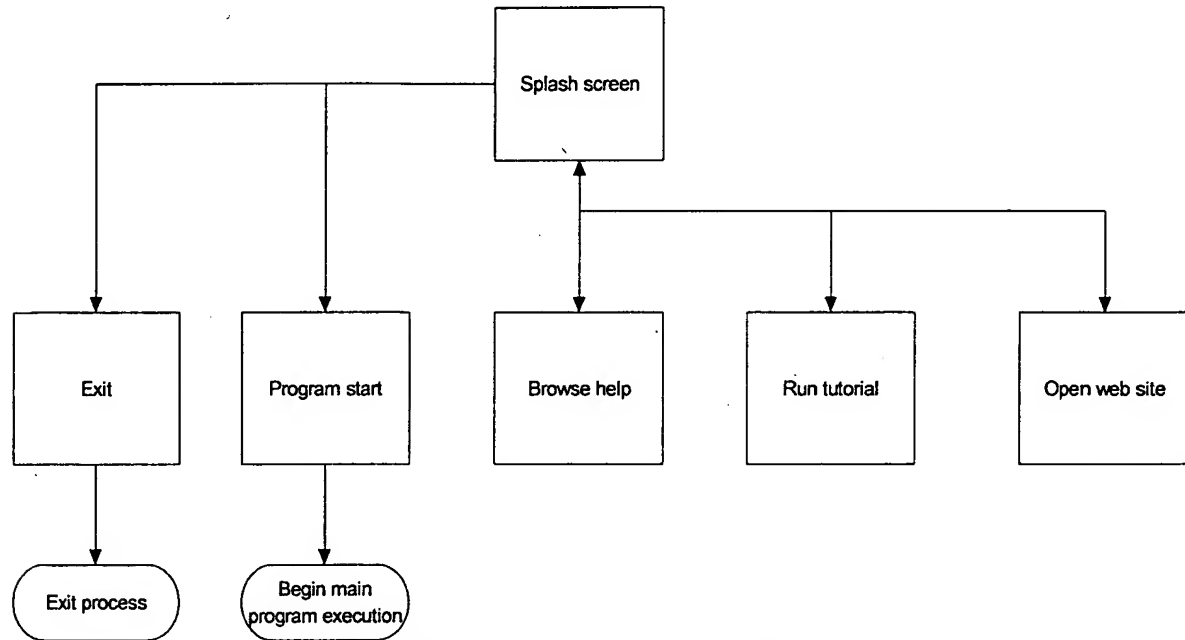 Splash screen
Exit
Program start
Browse help
Run tutorial
Open web site
Exit process
Begin main
program execution